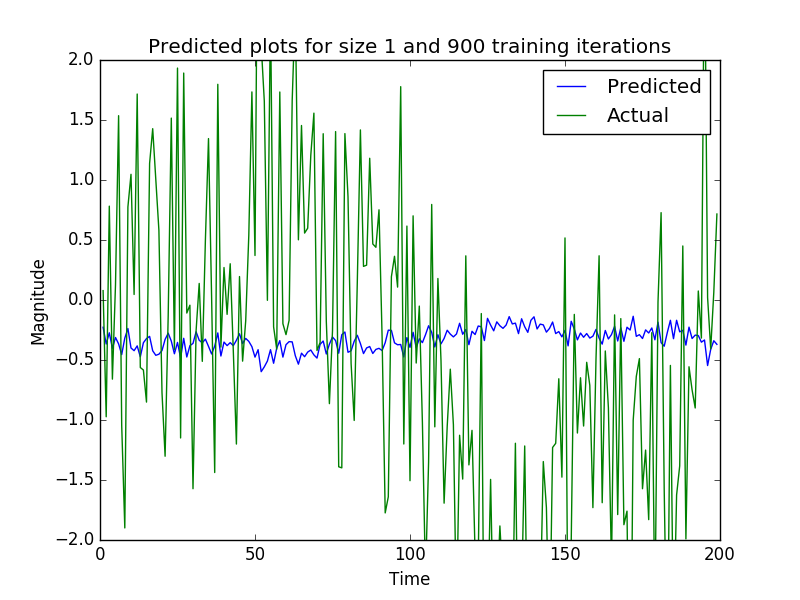 Predicted plots for size 1 and 900 training iterations
Predicted
Actual
2.0
1.5
1.0
0.5
0.0
−0.5
−1.0
−1.5
−2.0
Magnitude
0 50 100 150 200
Time